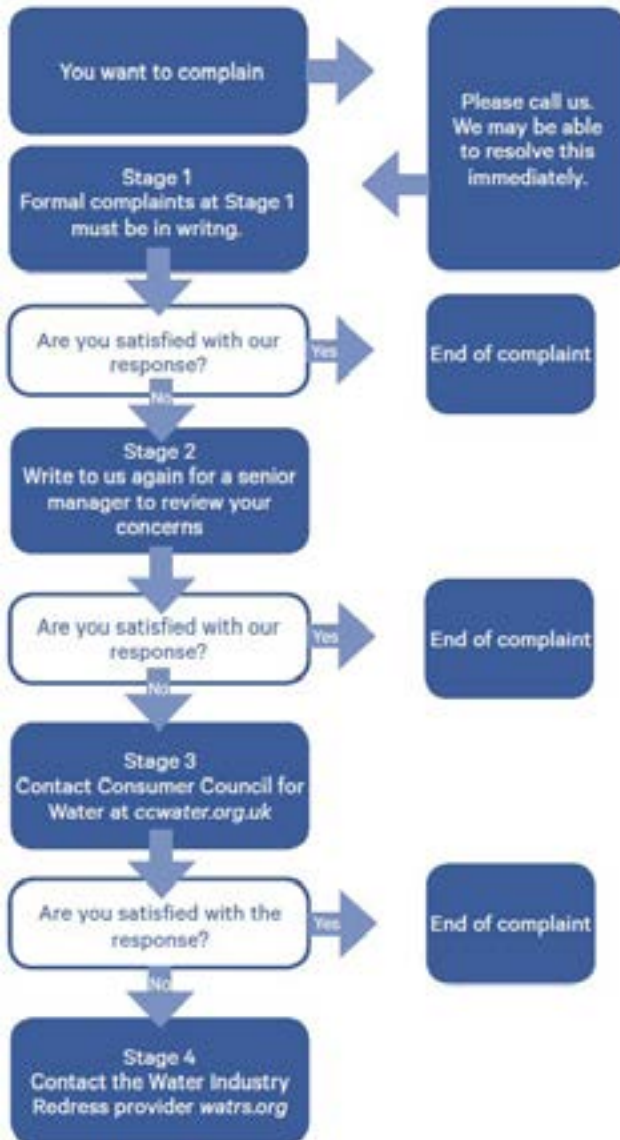 You want to complain
Please call us.
We may be able
to resolve this
immediately.
Stage 1
Formal complaints at Stage 1
must be in writng.
Are you satisfied with our
response?
Yes
End of complaint
No
Stage 2
Write to us again for a senior
manager to review your
concerns
Are you satisfied with our
response?
Yes
End of complaint
No
Stage 3
Contact Consumer Council for
Water at ccwater.org.uk
Are you satisfied with the
response?
Yes
End of complaint
No
Stage 4
Contact the Water Industry
Redress provider watrs.org